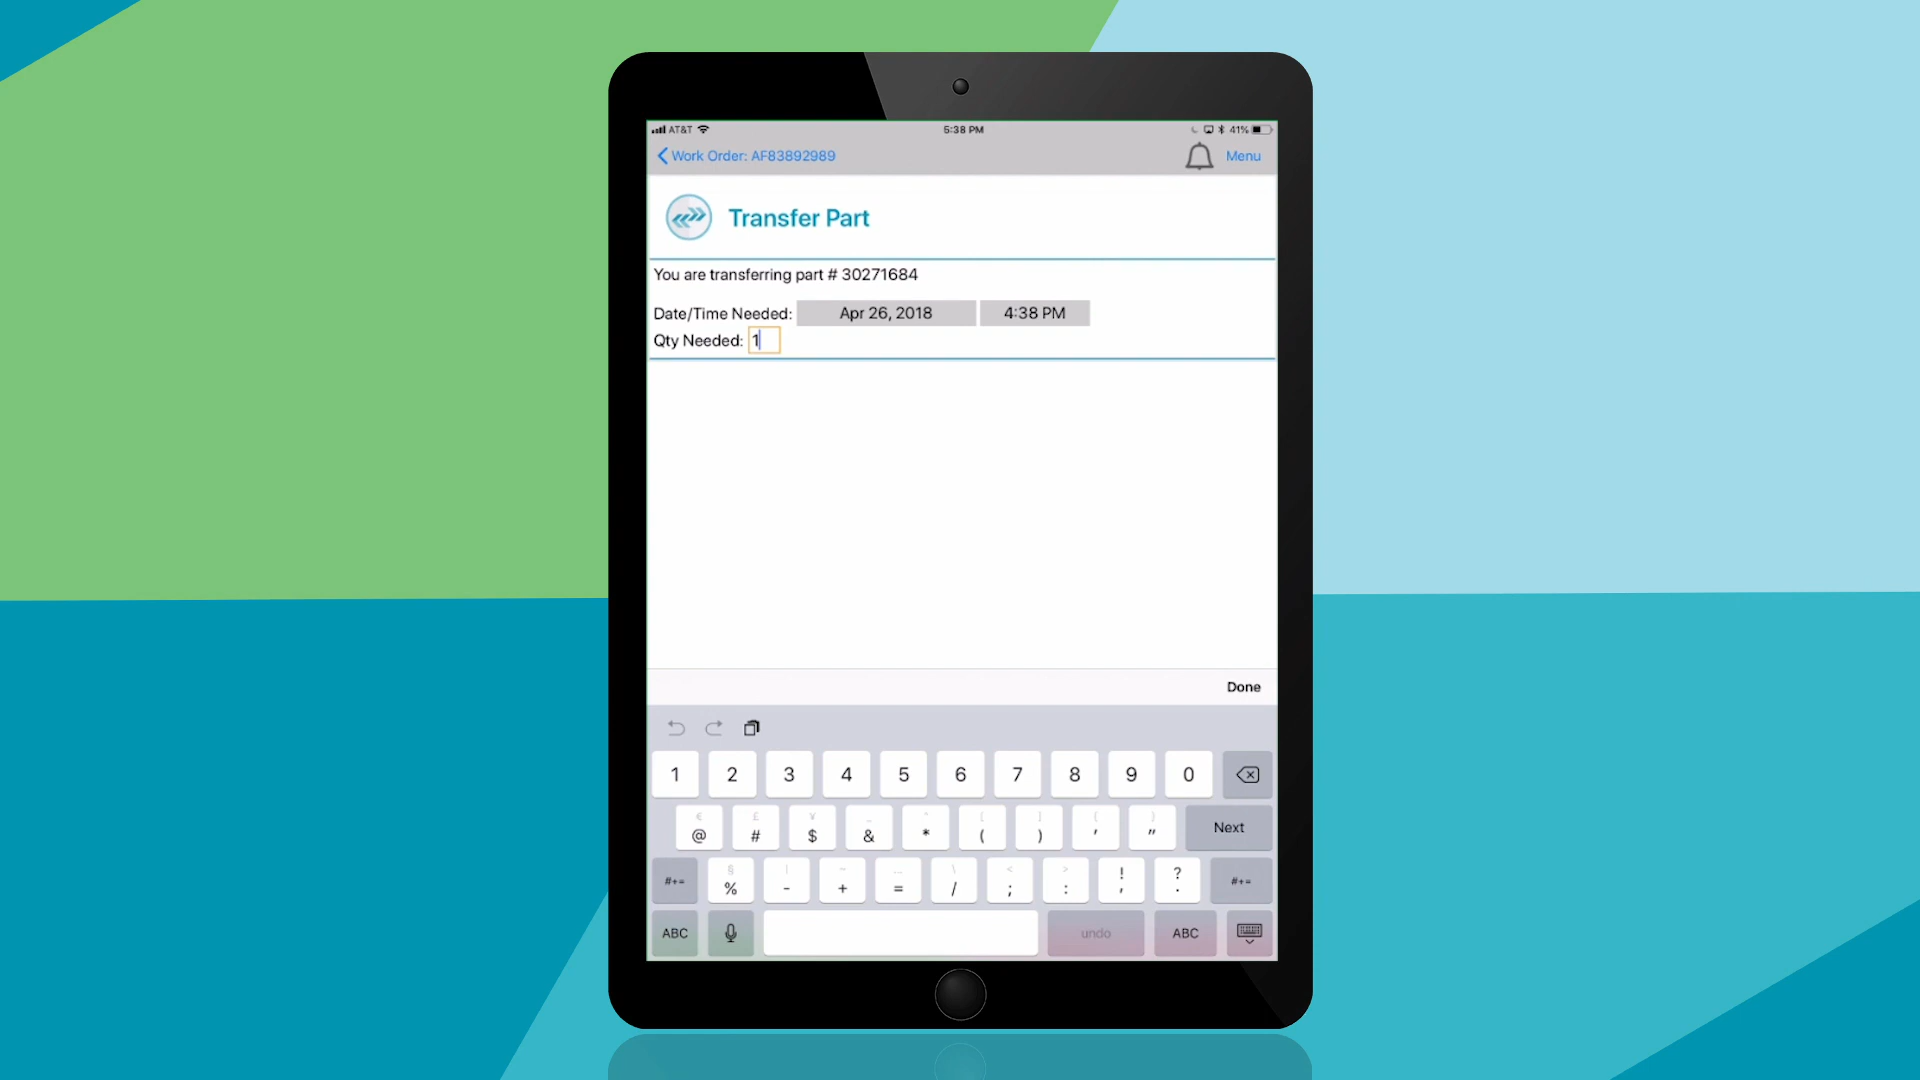 AT&T 5:38 PM 41%
Work Order: AF83892989 Menu
Transfer Part
You are transferring part # 30271684
Date/Time Needed: Apr 26, 2018 4:38 PM
Qty Needed: 1
Done
1 2 3 4 5 6 7 8 9 0
€ £ ¥ _ ^ [ ] { }
@ # $ & * ( ) ' " Next
§ | ~ … \ < > ! ?
#+= % - + = / ; : , . #+=
ABC undo ABC